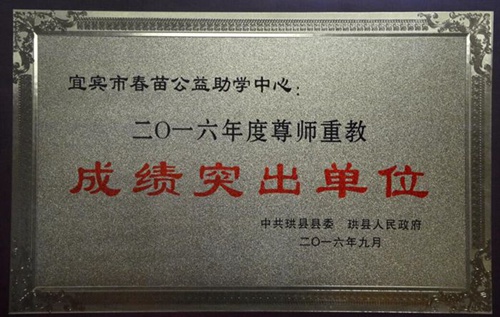 宜宾市春苗公益助学中心：
二〇一六年度尊师重教
成绩突出单位
中共珙县县委 珙县人民政府
二〇一六年九月